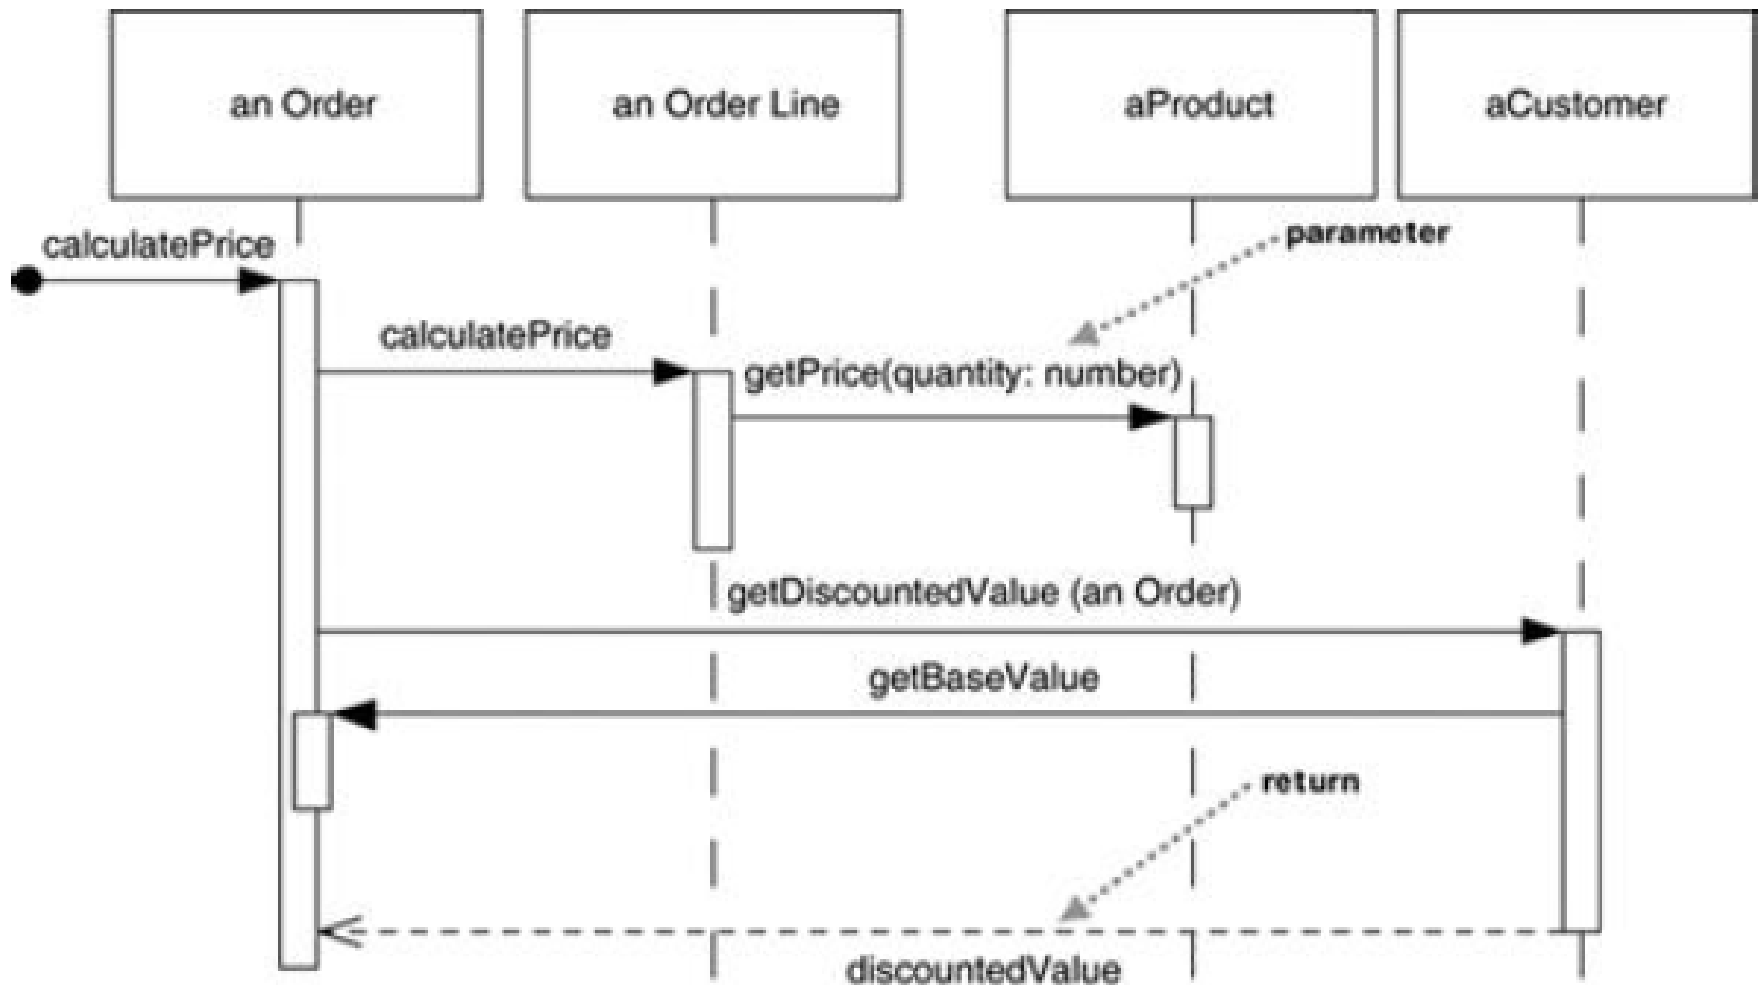 an Order
an Order Line
aProduct
aCustomer
calculatePrice
parameter
calculatePrice
getPrice(quantity: number)
getDiscountedValue (an Order)
getBaseValue
return
discountedValue